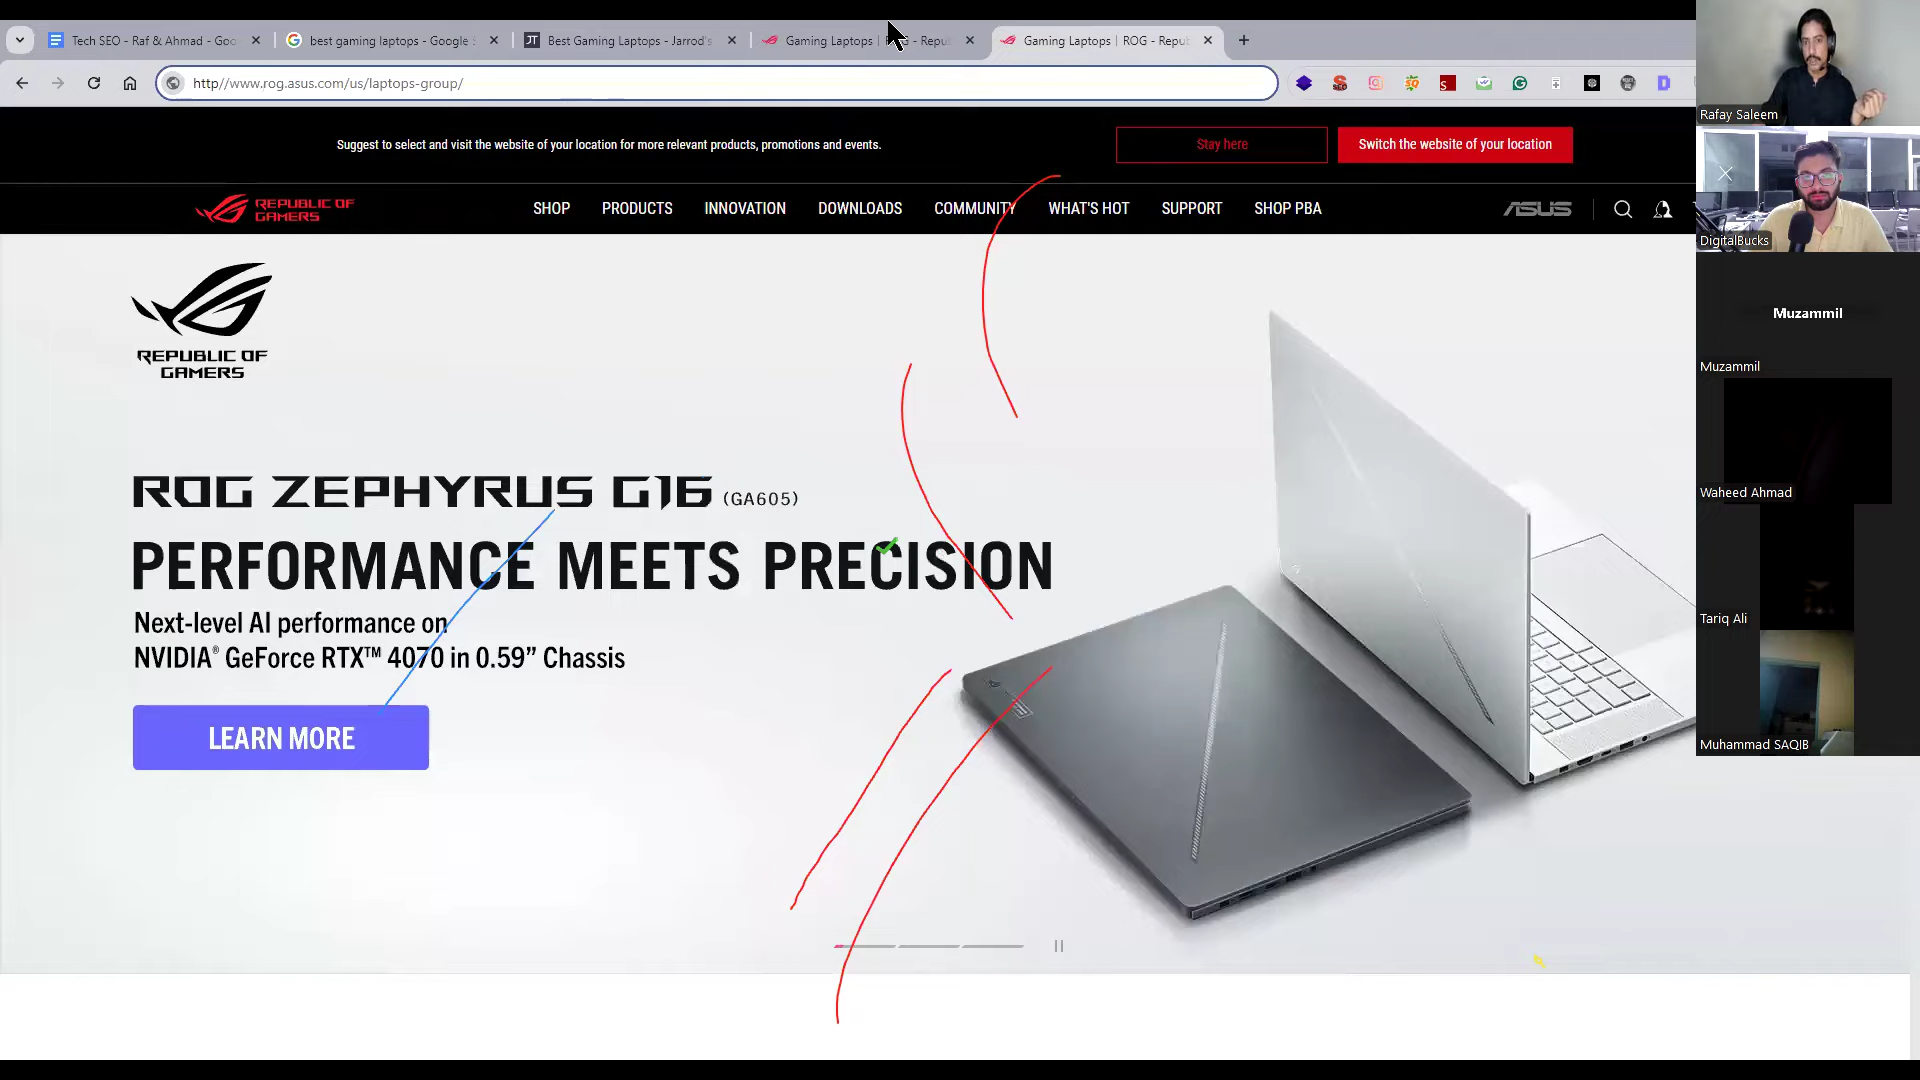 Tech SEO - Raf & Ahmad - Goo
best gaming laptops - Google S
JT
Best Gaming Laptops - Jarrod's
Gaming Laptops | ROG - Repub
Gaming Laptops | ROG - Repub
http//www.rog.asus.com/us/laptops-group/
Suggest to select and visit the website of your location for more relevant products, promotions and events.
Stay here
Switch the website of your location
REPUBLIC OF
GAMERS
SHOP
PRODUCTS
INNOVATION
DOWNLOADS
COMMUNITY
WHAT'S HOT
SUPPORT
SHOP PBA
ASUS
REPUBLIC OF
GAMERS
ROG ZEPHYRUS G16 (GA605)
PERFORMANCE MEETS PRECISION
Next-level AI performance on
NVIDIA® GeForce RTX™ 4070 in 0.59” Chassis
LEARN MORE
Rafay Saleem
DigitalBucks
Muzammil
Muzammil
Waheed Ahmad
Tariq Ali
Muhammad SAQIB